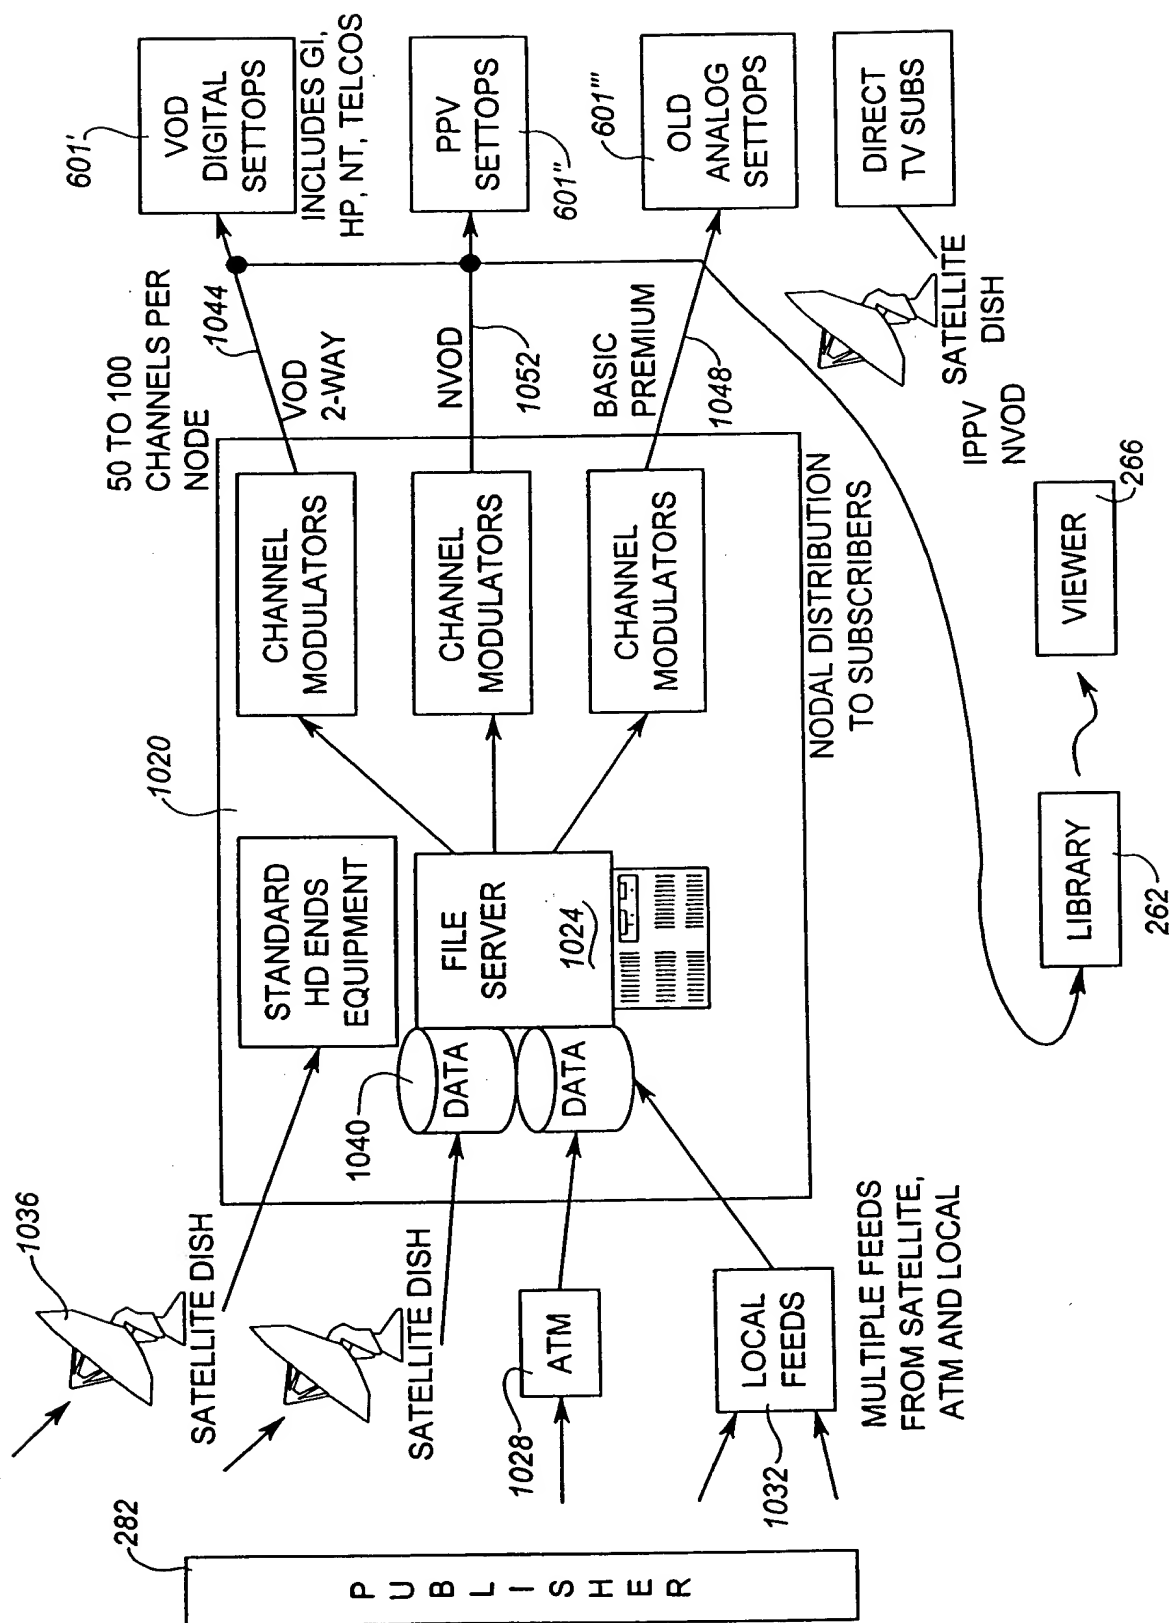 282
PUBLISHER
1036
SATELLITE DISH
SATELLITE DISH
1028
ATM
1032
LOCAL
FEEDS
MULTIPLE FEEDS
FROM SATELLITE,
ATM AND LOCAL
1020
STANDARD
HD ENDS
EQUIPMENT
1040
DATA
DATA
FILE
SERVER
1024
CHANNEL
MODULATORS
CHANNEL
MODULATORS
CHANNEL
MODULATORS
NODAL DISTRIBUTION
TO SUBSCRIBERS
50 TO 100
CHANNELS PER
NODE
1044
VOD
2-WAY
NVOD
1052
BASIC
PREMIUM
1048
601'
VOD
DIGITAL
SETTOPS
INCLUDES GI,
HP, NT, TELCOS
PPV
SETTOPS
601"
601'"
OLD
ANALOG
SETTOPS
DIRECT
TV SUBS
SATELLITE
DISH
IPPV
NVOD
LIBRARY
262
VIEWER
266